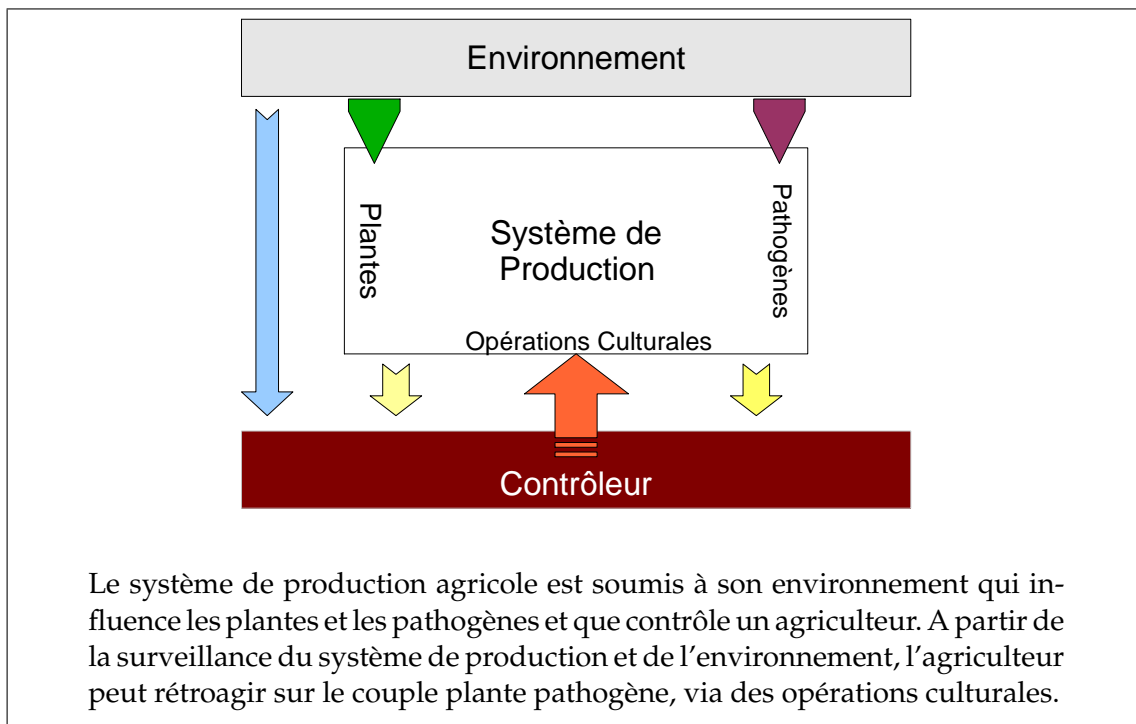 Environnement
Plantes
Système de
Production
Pathogènes
Opérations Culturales
Contrôleur
Le système de production agricole est soumis à son environnement qui in-
fluence les plantes et les pathogènes et que contrôle un agriculteur. A partir de
la surveillance du système de production et de l'environnement, l'agriculteur
peut rétroagir sur le couple plante pathogène, via des opérations culturales.